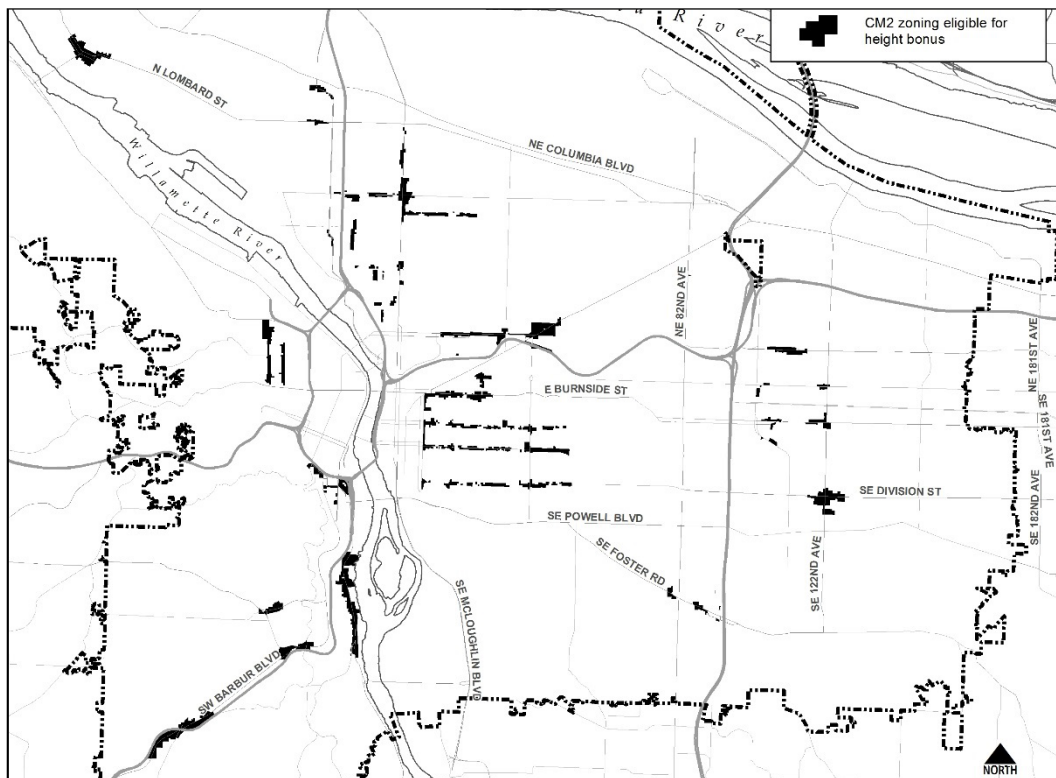 CM2 zoning eligible for
height bonus
River
N LOMBARD ST
NE COLUMBIA BLVD
Willamette River
NE 82ND AVE
NE 181ST AVE
E BURNSIDE ST
SE 181ST AVE
SE DIVISION ST
SE POWELL BLVD
SE 182ND AVE
SE FOSTER RD
SE 122ND AVE
SE MCLOUGHLIN BLVD
SW BARBUR BLVD
NORTH